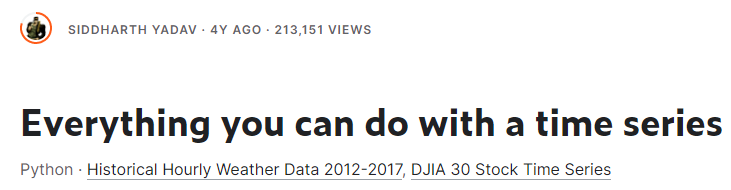 SIDDHARTH YADAV · 4Y AGO · 213,151 VIEWS
Everything you can do with a time series
Python · Historical Hourly Weather Data 2012-2017, DJIA 30 Stock Time Series